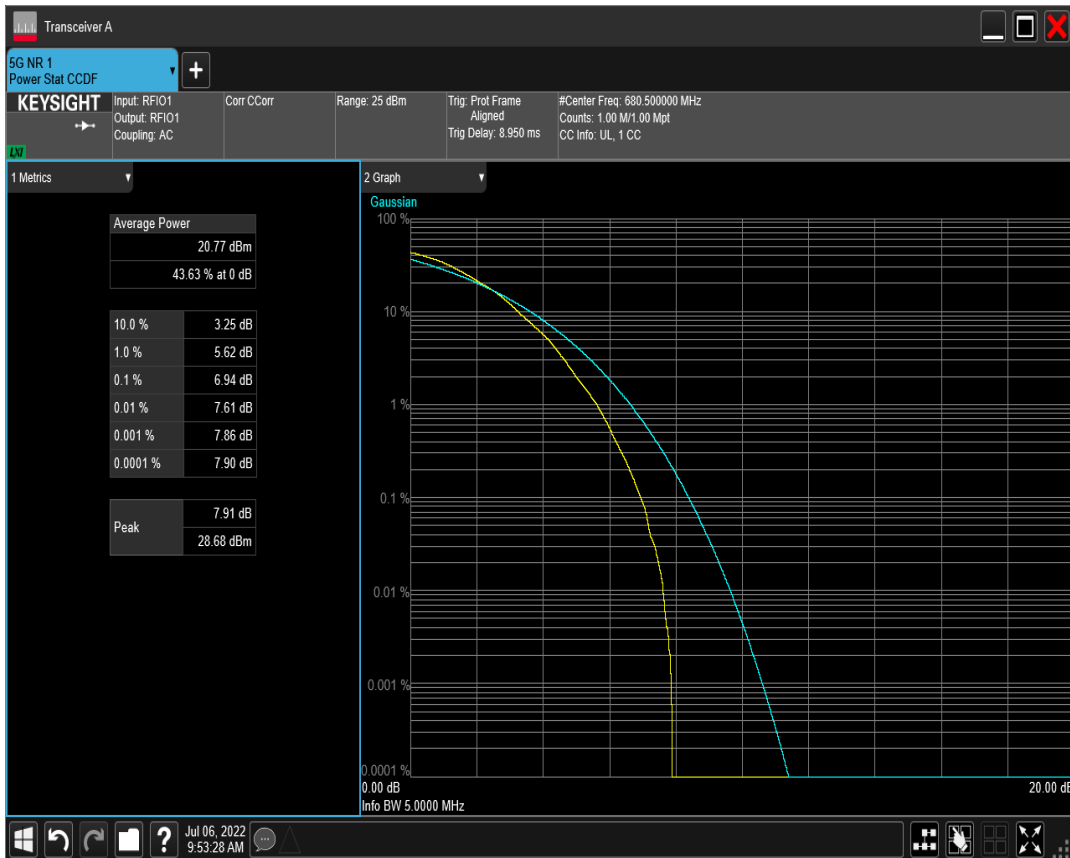 Transceiver A
5G NR 1
Power Stat CCDF
KEYSIGHT
LXI
Input: RFIO1
Output: RFIO1
Coupling: AC
Corr CCorr
Range: 25 dBm
Trig: Prot Frame
Aligned
Trig Delay: 8.950 ms
#Center Freq: 680.500000 MHz
Counts: 1.00 M/1.00 Mpt
CC Info: UL, 1 CC
1 Metrics
Average Power
20.77 dBm
43.63 % at 0 dB
10.0 % 3.25 dB
1.0 % 5.62 dB
0.1 % 6.94 dB
0.01 % 7.61 dB
0.001 % 7.86 dB
0.0001 % 7.90 dB
Peak
7.91 dB
28.68 dBm
2 Graph
Gaussian
100 %
10 %
1 %
0.1 %
0.01 %
0.001 %
0.0001 %
0.00 dB 20.00 dB
Info BW 5.0000 MHz
Jul 06, 2022
9:53:28 AM